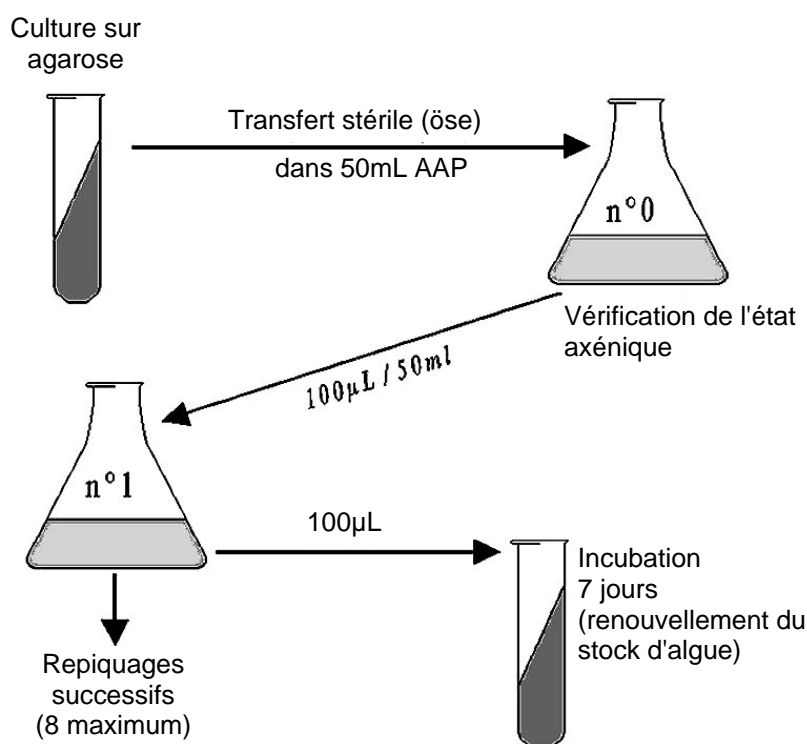 Culture sur
agarose
Transfert stérile (öse)
dans 50mL AAP
n°0
Vérification de l'état
axénique
100µL / 50ml
n°1
100µL
Incubation
7 jours
(renouvellement du
stock d'algue)
Repiquages
successifs
(8 maximum)